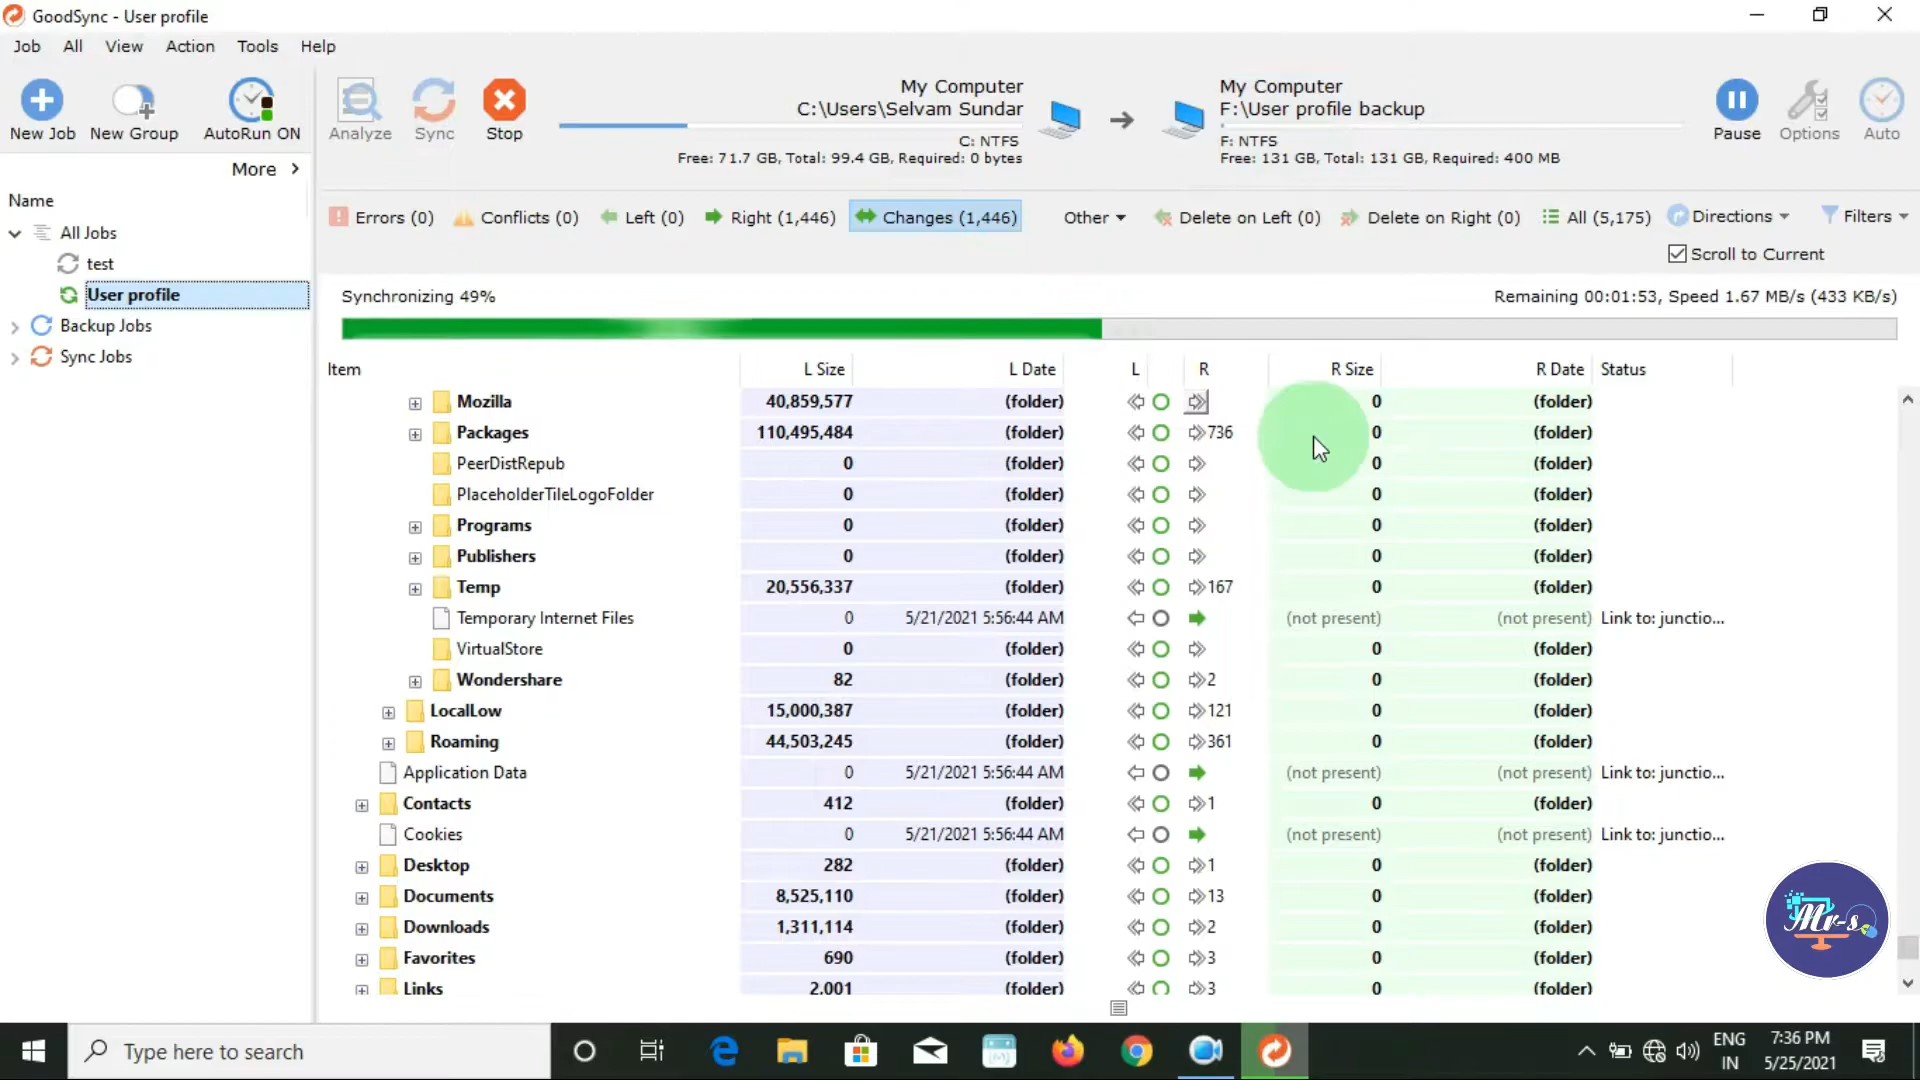 GoodSync - User profile
Job All View Action Tools Help
New Job New Group AutoRun ON Analyze Sync Stop
My Computer
C:\Users\Selvam Sundar
C: NTFS
Free: 71.7 GB, Total: 99.4 GB, Required: 0 bytes
My Computer
F:\User profile backup
F: NTFS
Free: 131 GB, Total: 131 GB, Required: 400 MB
Pause Options Auto
More
Name
All Jobs
test
User profile
Backup Jobs
Sync Jobs
Errors (0) Conflicts (0) Left (0) Right (1,446) Changes (1,446) Other Delete on Left (0) Delete on Right (0) All (5,175) Directions Filters
Scroll to Current
Synchronizing 49% Remaining 00:01:53, Speed 1.67 MB/s (433 KB/s)
Item L Size L Date L R R Size R Date Status
Mozilla 40,859,577 (folder) 0 (folder)
Packages 110,495,484 (folder) 736 0 (folder)
PeerDistRepub 0 (folder) 0 (folder)
PlaceholderTileLogoFolder 0 (folder) 0 (folder)
Programs 0 (folder) 0 (folder)
Publishers 0 (folder) 0 (folder)
Temp 20,556,337 (folder) 167 0 (folder)
Temporary Internet Files 0 5/21/2021 5:56:44 AM (not present) (not present) Link to: junctio...
VirtualStore 0 (folder) 0 (folder)
Wondershare 82 (folder) 2 0 (folder)
LocalLow 15,000,387 (folder) 121 0 (folder)
Roaming 44,503,245 (folder) 361 0 (folder)
Application Data 0 5/21/2021 5:56:44 AM (not present) (not present) Link to: junctio...
Contacts 412 (folder) 1 0 (folder)
Cookies 0 5/21/2021 5:56:44 AM (not present) (not present) Link to: junctio...
Desktop 282 (folder) 1 0 (folder)
Documents 8,525,110 (folder) 13 0 (folder)
Downloads 1,311,114 (folder) 2 0 (folder)
Favorites 690 (folder) 3 0 (folder)
Links 2,001 (folder) 3 0 (folder)
Mr-s
Type here to search
ENG
IN
7:36 PM
5/25/2021